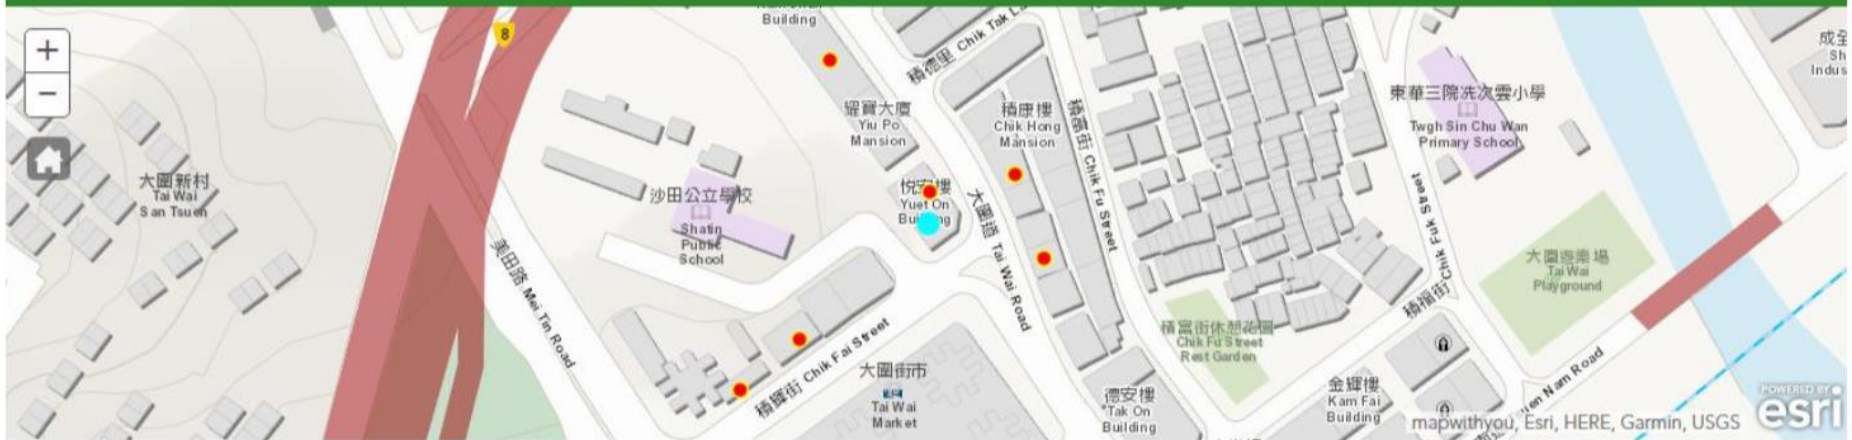 +
−
8
Building
積德里 Chik Tak L
耀寶大廈
Yiu Po
Mansion
積康樓
Chik Hong
Mansion
積富街 Chik Fu Street
東華三院冼次雲小學
Twgh Sin Chu Wan
Primary School
成全
Sh
Indus
大圍新村
Tai Wai
San Tsuen
沙田公立學校
Shatin
Public
School
悅安樓
Yuet On
Building
大圍道 Tai Wai Road
美田路 Mei Tin Road
積福街 Chik Fuk Street
大圍遊樂場
Tai Wai
Playground
積富街休憩花園
Chik Fu Street
Rest Garden
積輝街 Chik Fai Street
大圍街市
Tai Wai
Market
德安樓
Tak On
Building
金輝樓
Kam Fai
Building
en Nam Road
POWERED BY
esri
mapwithyou, Esri, HERE, Garmin, USGS